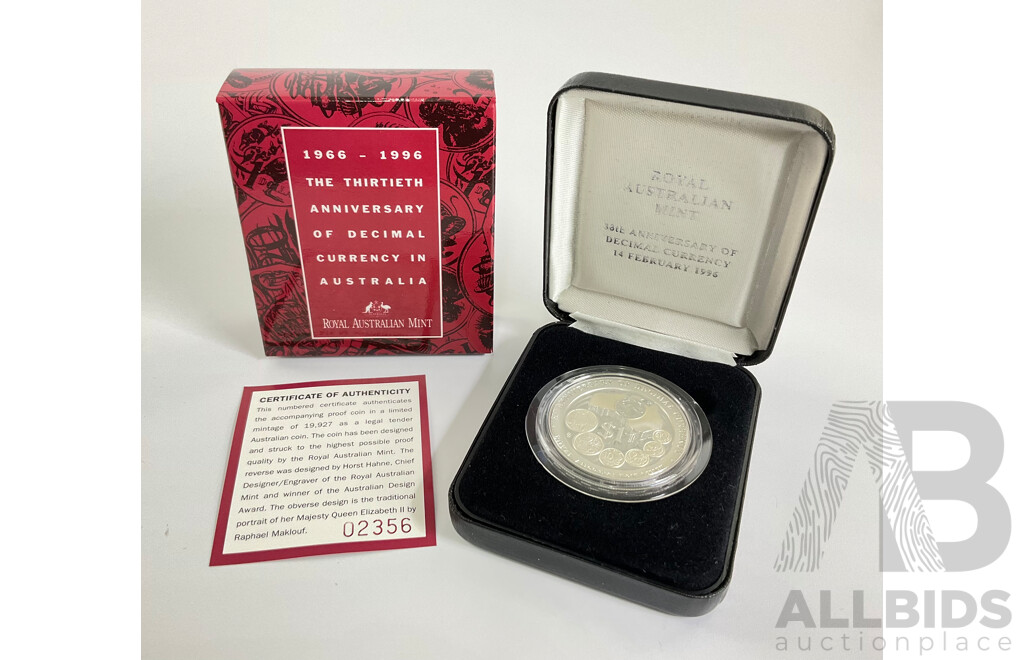 1966 - 1996
THE THIRTIETH
ANNIVERSARY
OF DECIMAL
CURRENCY IN
AUSTRALIA
ROYAL AUSTRALIAN MINT
ROYAL
AUSTRALIAN
MINT
ANNIVERSARY OF
DECIMAL CURRENCY
14 FEBRUARY 1996
CERTIFICATE OF AUTHENTICITY
This numbered certificate authenticates
the accompanying proof coin in a limited
mintage of 19,927 as a legal tender
Australian coin. The coin has been designed
and struck to the highest possible proof
quality by the Royal Australian Mint. The
reverse was designed by Horst Hahne, Chief
Designer/Engraver of the Royal Australian
Mint and winner of the Australian Design
Award. The obverse design is the traditional
portrait of her Majesty Queen Elizabeth II by
Raphael Maklouf.
02356
AB
ALLBIDS
auctionplace